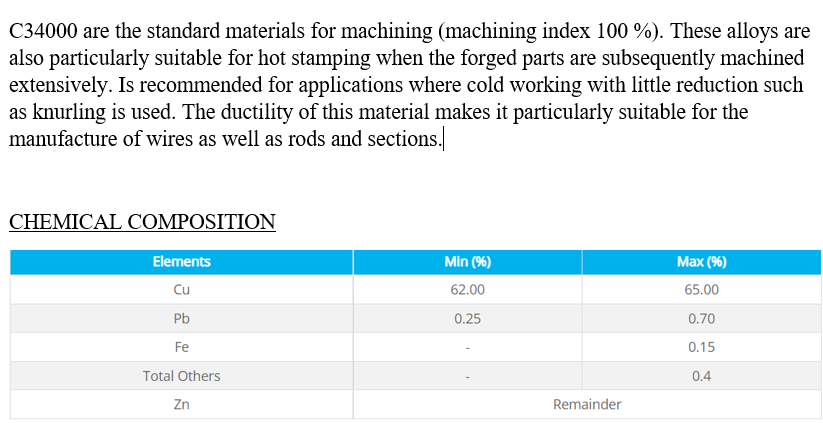 C34000 are the standard materials for machining (machining index 100 %). These alloys are
also particularly suitable for hot stamping when the forged parts are subsequently machined
extensively. Is recommended for applications where cold working with little reduction such
as knurling is used. The ductility of this material makes it particularly suitable for the
manufacture of wires as well as rods and sections.
CHEMICAL COMPOSITION
Elements Min (%) Max (%)
Cu 62.00 65.00
Pb 0.25 0.70
Fe - 0.15
Total Others - 0.4
Zn Remainder